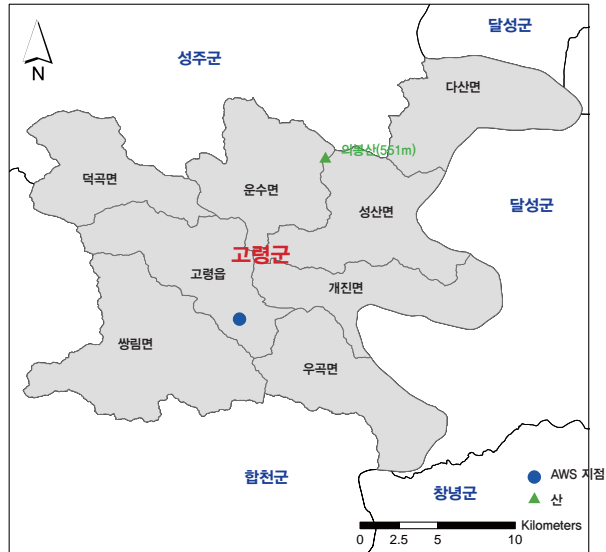 달성군
성주군
N
다산면
의봉산(551m)
덕곡면
운수면
성산면
달성군
고령군
고령읍
개진면
쌍림면
우곡면
합천군
창녕군
AWS 지점
산
Kilometers
0 2.5 5 10